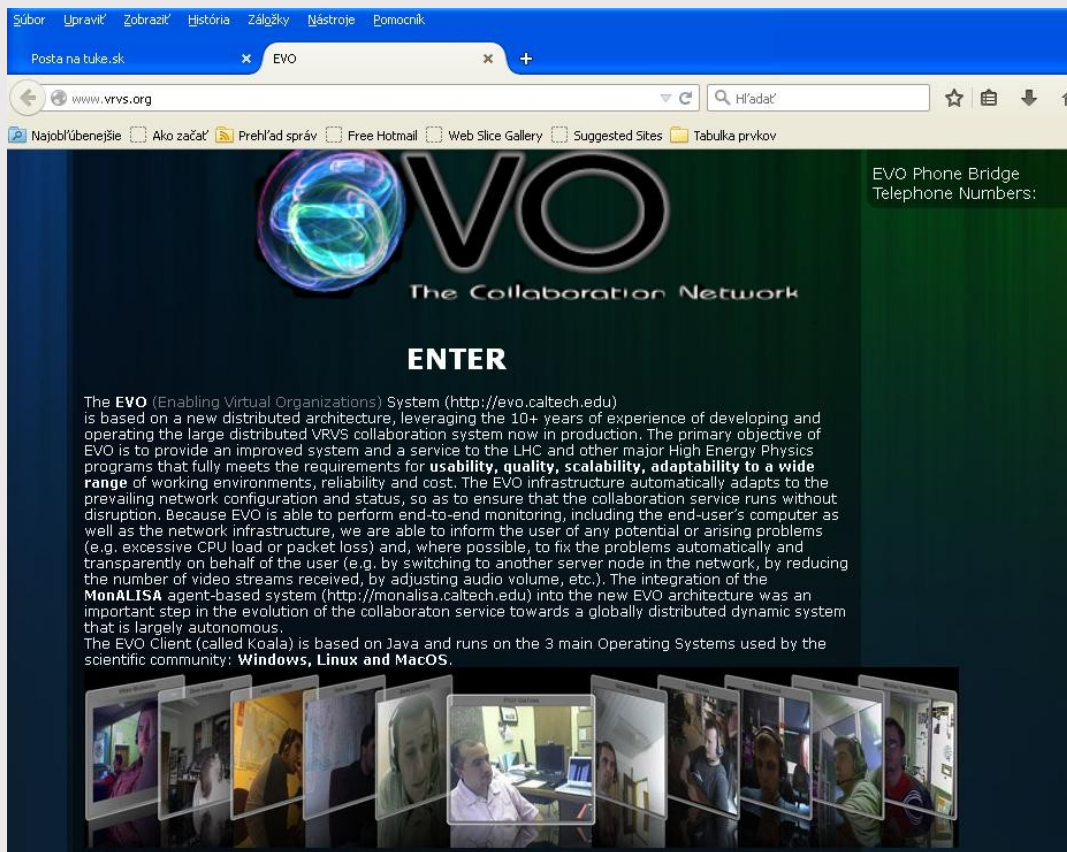 Súbor Upraviť Zobraziť História Záložky Nástroje Pomocník
Posta na tuke.sk EVO
www.vrvs.org Hľadať
Najobľúbenejšie Ako začať Prehľad správ Free Hotmail Web Slice Gallery Suggested Sites Tabulka prvkov
EVO Phone Bridge
Telephone Numbers:
eVO
The Collaboration Network
ENTER
The EVO (Enabling Virtual Organizations) System (http://evo.caltech.edu)
is based on a new distributed architecture, leveraging the 10+ years of experience of developing and
operating the large distributed VRVS collaboration system now in production. The primary objective of
EVO is to provide an improved system and a service to the LHC and other major High Energy Physics
programs that fully meets the requirements for usability, quality, scalability, adaptability to a wide
range of working environments, reliability and cost. The EVO infrastructure automatically adapts to the
prevailing network configuration and status, so as to ensure that the collaboration service runs without
disruption. Because EVO is able to perform end-to-end monitoring, including the end-user's computer as
well as the network infrastructure, we are able to inform the user of any potential or arising problems
(e.g. excessive CPU load or packet loss) and, where possible, to fix the problems automatically and
transparently on behalf of the user (e.g. by switching to another server node in the network, by reducing
the number of video streams received, by adjusting audio volume, etc.). The integration of the
MonALISA agent-based system (http://monalisa.caltech.edu) into the new EVO architecture was an
important step in the evolution of the collaboraton service towards a globally distributed dynamic system
that is largely autonomous.
The EVO Client (called Koala) is based on Java and runs on the 3 main Operating Systems used by the
scientific community: Windows, Linux and MacOS.